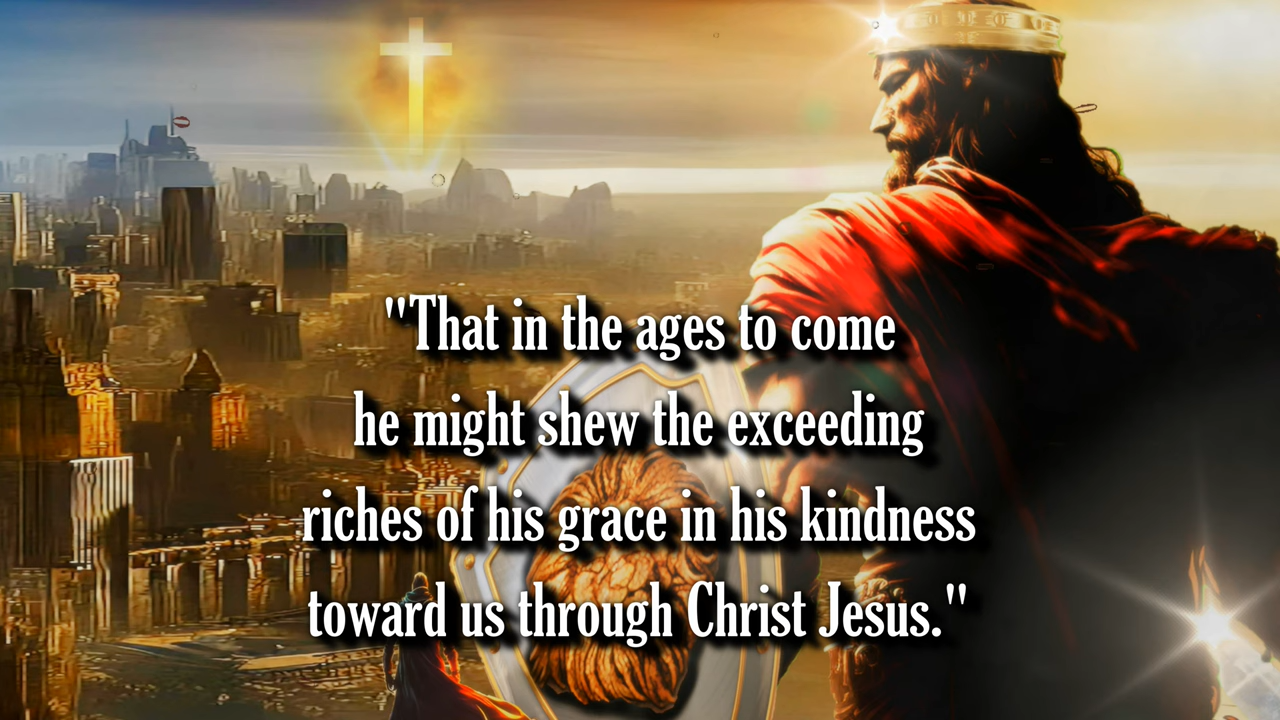 "That in the ages to come
he might shew the exceeding
riches of his grace in his kindness
toward us through Christ Jesus."